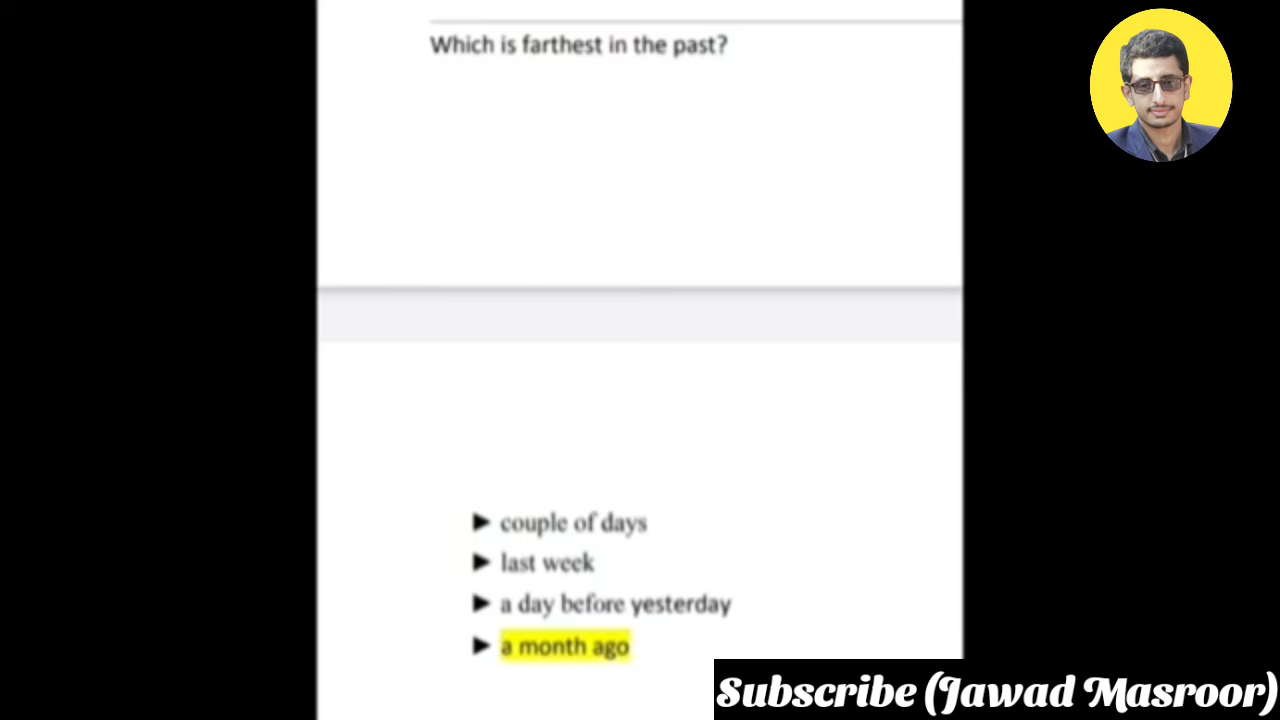 Which is farthest in the past?
► couple of days
► last week
► a day before yesterday
► a month ago
Subscribe (Jawad Masroor)